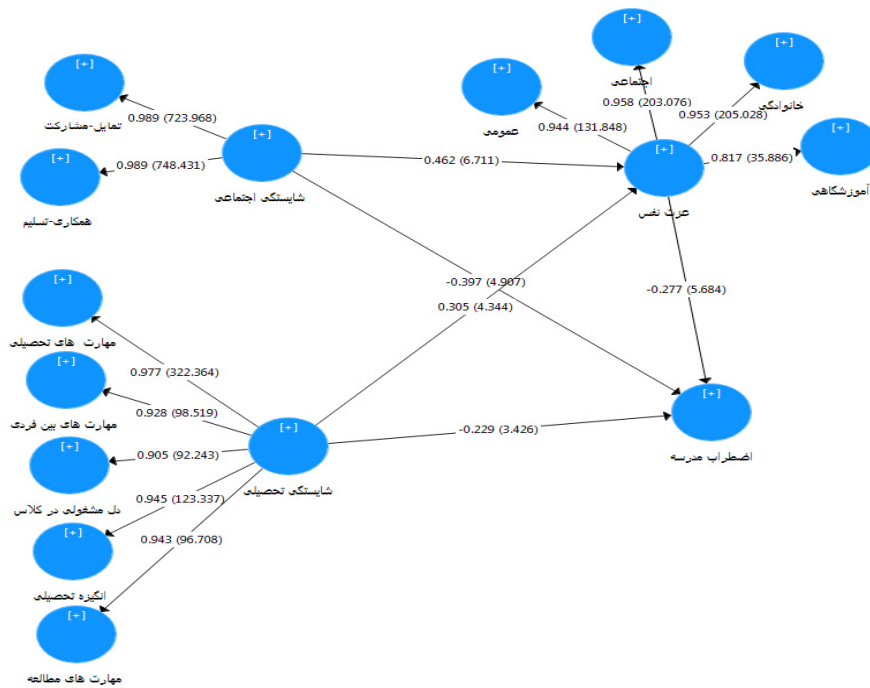 [+]
اجتماعی
[+]
خانوادگی
[+]
عمومی
[+]
تمایل-مشارکت
0.989 (723.968)
0.958 (203.076)
0.953 (205.028)
0.944 (131.848)
[+]
آموزشگاهی
0.817 (35.886)
[+]
شایستگی اجتماعی
0.462 (6.711)
[+]
عزت نفس
0.989 (748.431)
[+]
همکاری-تسلیم
-0.397 (4.907)
0.305 (4.344)
-0.277 (5.684)
[+]
مهارت های تحصیلی
0.977 (322.364)
[+]
مهارت های بین فردی
0.928 (98.519)
[+]
شایستگی تحصیلی
-0.229 (3.426)
[+]
اضطراب مدرسه
0.905 (92.243)
[+]
دل مشغولی در کلاس
0.945 (123.337)
0.943 (96.708)
[+]
انگیزه تحصیلی
[+]
مهارت های مطالعه